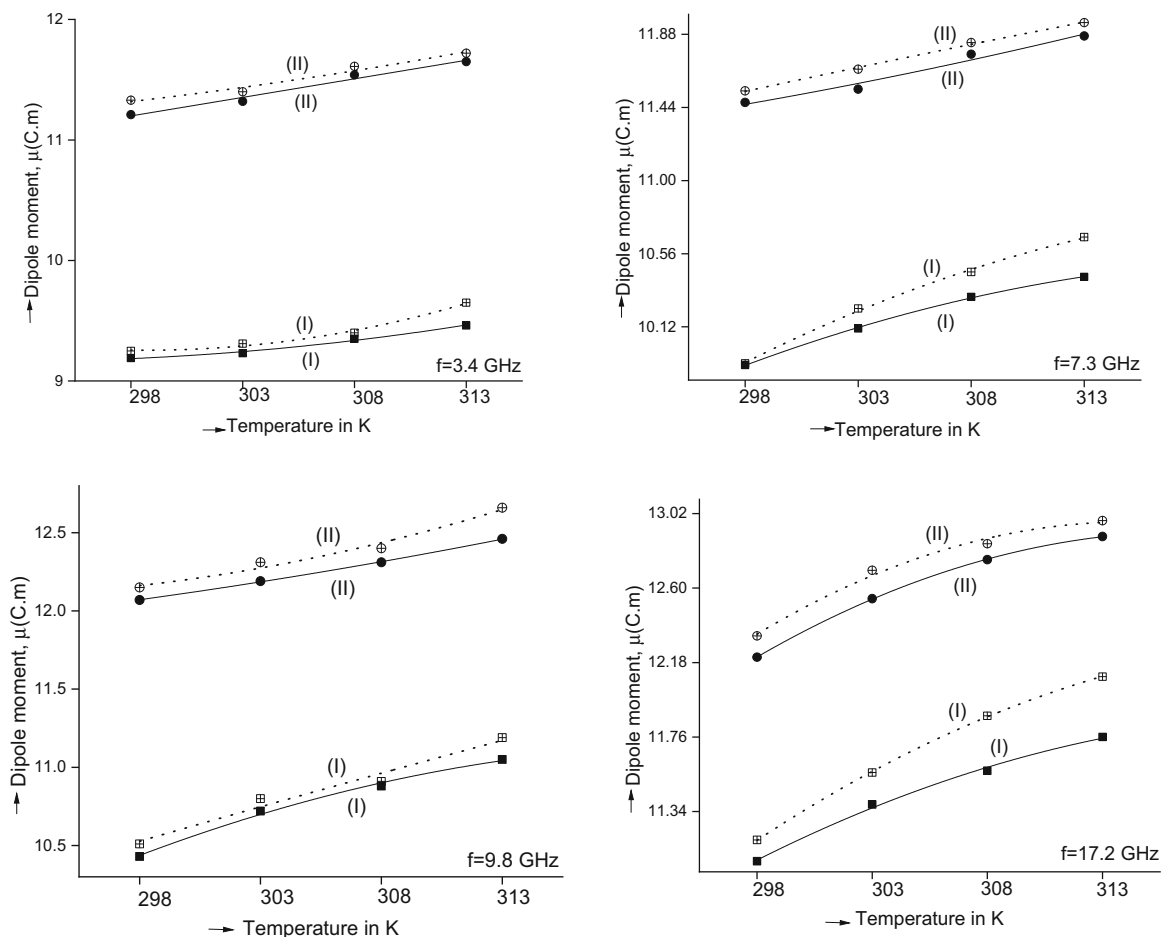 12
11
10
9
Dipole moment, μ(C.m)
(II)
(II)
(I)
(I)
f=3.4 GHz
298 303 308 313
Temperature in K
11.88
11.44
11.00
10.56
10.12
Dipole moment, μ(C.m)
(II)
(II)
(I)
(I)
f=7.3 GHz
298 303 308 313
Temperature in K
12.5
12.0
11.5
11.0
10.5
Dipole moment, μ(C.m)
(II)
(II)
(I)
(I)
f=9.8 GHz
298 303 308 313
Temperature in K
13.02
12.60
12.18
11.76
11.34
Dipole moment, μ(C.m)
(II)
(II)
(I)
(I)
f=17.2 GHz
298 303 308 313
Temperature in K